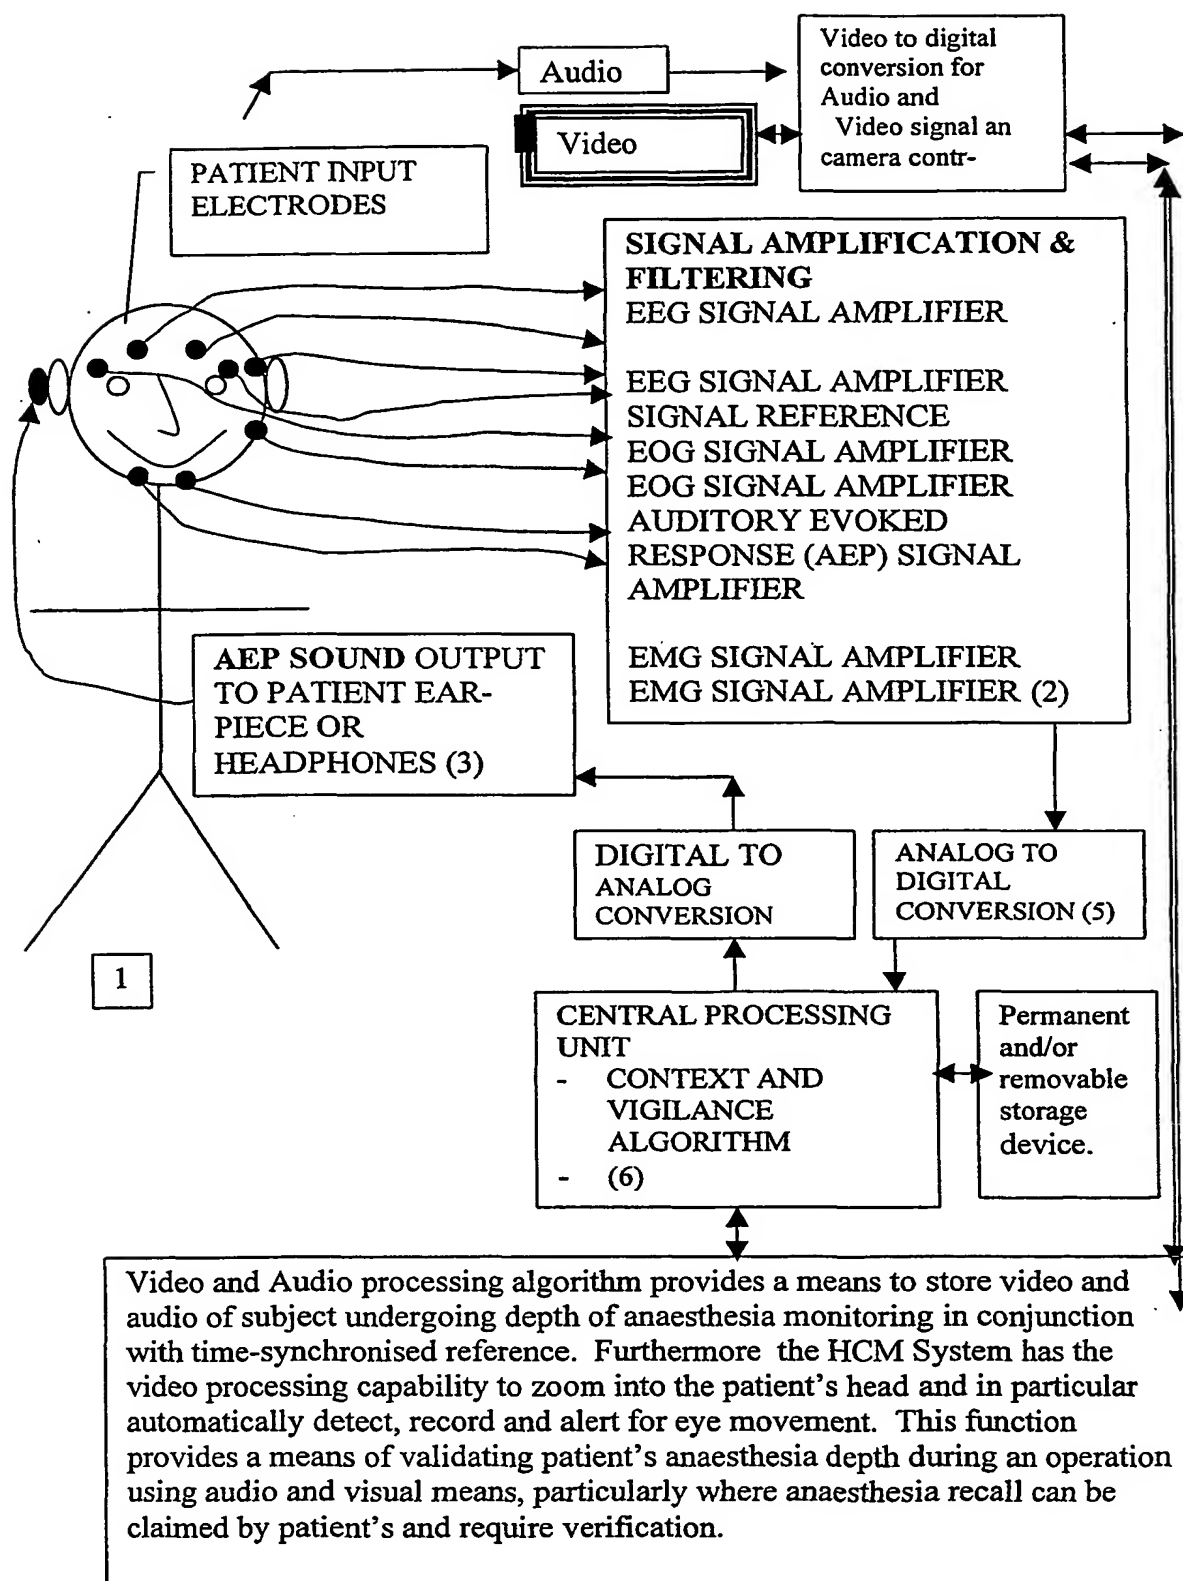 Audio
Video
Video to digital
conversion for
Audio and
Video signal an
camera contr-
PATIENT INPUT
ELECTRODES
SIGNAL AMPLIFICATION &
FILTERING
EEG SIGNAL AMPLIFIER
EEG SIGNAL AMPLIFIER
SIGNAL REFERENCE
EOG SIGNAL AMPLIFIER
EOG SIGNAL AMPLIFIER
AUDITORY EVOKED
RESPONSE (AEP) SIGNAL
AMPLIFIER
EMG SIGNAL AMPLIFIER
EMG SIGNAL AMPLIFIER (2)
AEP SOUND OUTPUT
TO PATIENT EAR-
PIECE OR
HEADPHONES (3)
DIGITAL TO
ANALOG
CONVERSION
ANALOG TO
DIGITAL
CONVERSION (5)
1
CENTRAL PROCESSING
UNIT
- CONTEXT AND
VIGILANCE
ALGORITHM
- (6)
Permanent
and/or
removable
storage
device.
Video and Audio processing algorithm provides a means to store video and
audio of subject undergoing depth of anaesthesia monitoring in conjunction
with time-synchronised reference. Furthermore the HCM System has the
video processing capability to zoom into the patient's head and in particular
automatically detect, record and alert for eye movement. This function
provides a means of validating patient's anaesthesia depth during an operation
using audio and visual means, particularly where anaesthesia recall can be
claimed by patient's and require verification.